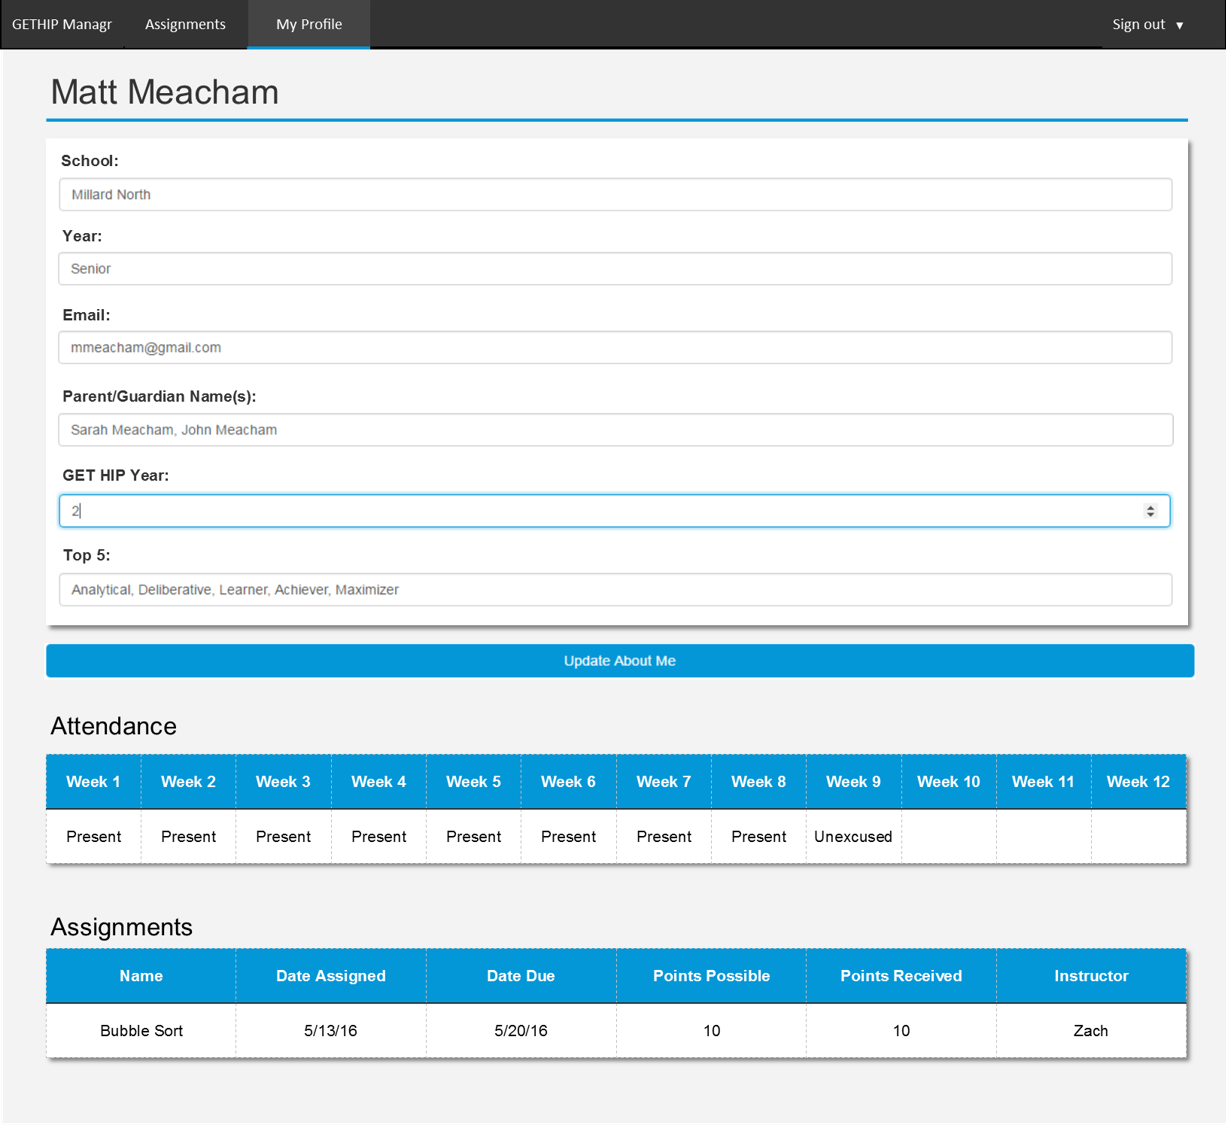 GETHIP Managr Assignments My Profile Sign out ▼
Matt Meacham
School:
Millard North
Year:
Senior
Email:
mmeacham@gmail.com
Parent/Guardian Name(s):
Sarah Meacham, John Meacham
GET HIP Year:
2
Top 5:
Analytical, Deliberative, Learner, Achiever, Maximizer
Update About Me
Attendance
Week 1 Week 2 Week 3 Week 4 Week 5 Week 6 Week 7 Week 8 Week 9 Week 10 Week 11 Week 12
Present Present Present Present Present Present Present Present Unexcused
Assignments
Name Date Assigned Date Due Points Possible Points Received Instructor
Bubble Sort 5/13/16 5/20/16 10 10 Zach